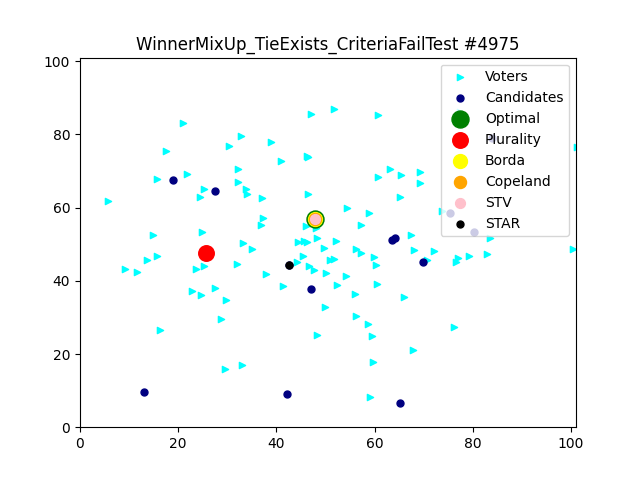 WinnerMixUp_TieExists_CriteriaFailTest #4975
100
80
60
40
20
0
0 20 40 60 80 100
Voters
Candidates
Optimal
Plurality
Borda
Copeland
STV
STAR